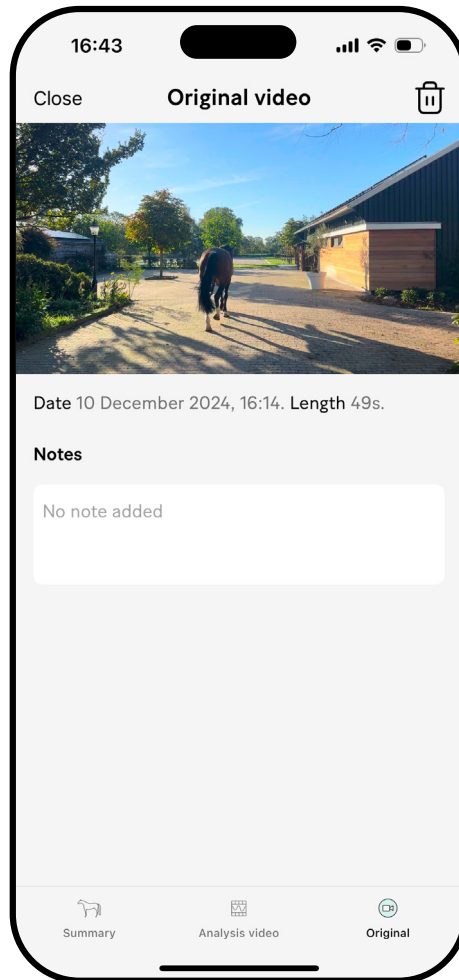 16:43
Close Original video
Date 10 December 2024, 16:14. Length 49s.
Notes
No note added
Summary Analysis video Original